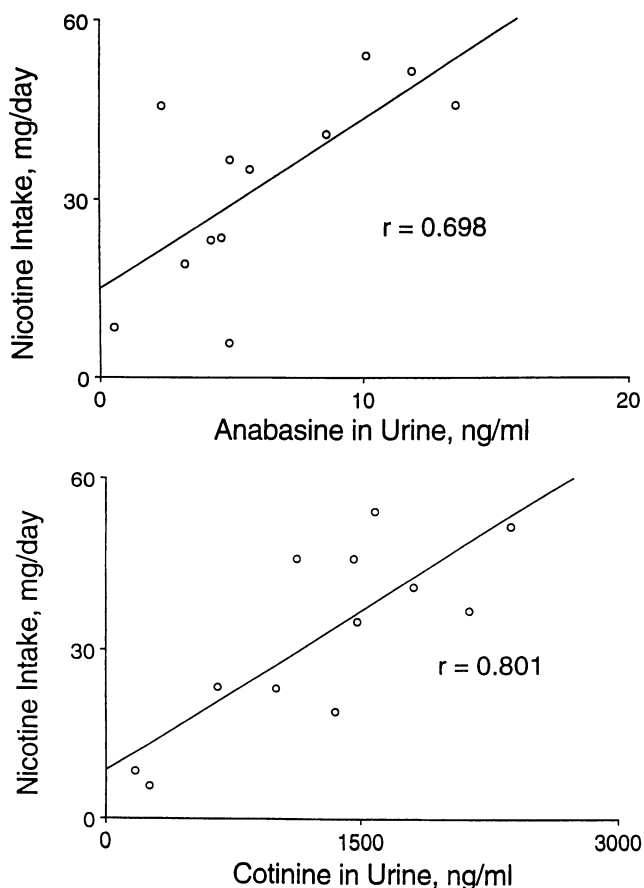 60
30
0
Nicotine Intake, mg/day
r = 0.698
0 10 20
Anabasine in Urine, ng/ml
60
30
0
Nicotine Intake, mg/day
r = 0.801
0 1500 3000
Cotinine in Urine, ng/ml